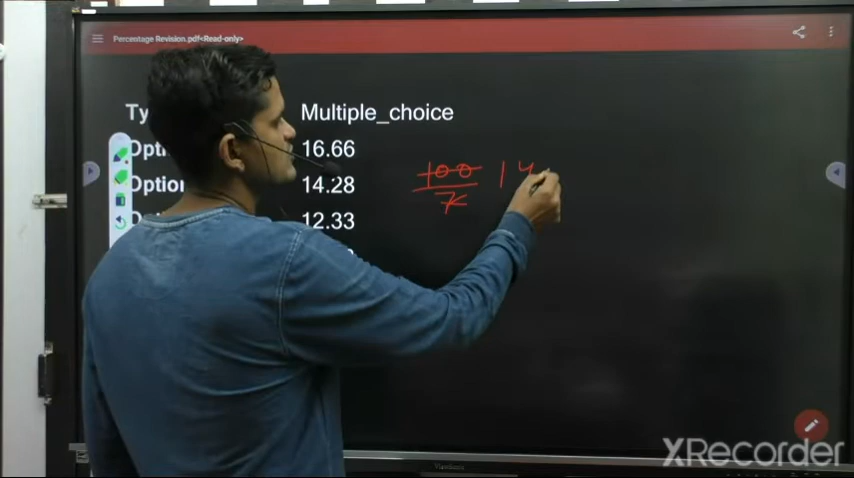 Percentage Revision.pdf<Read-only>
Ty Multiple_choice
Opti 16.66
100 14
7
Option 14.28
12.33
XRecorder
ViewSonic